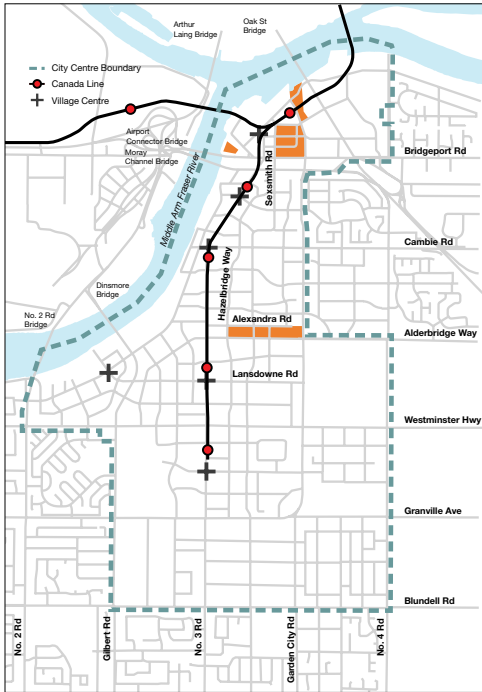 Arthur
Laing Bridge
Oak St
Bridge
City Centre Boundary
Canada Line
Village Centre
Airport
Connector Bridge
Moray
Channel Bridge
Sexsmith Rd
Bridgeport Rd
Middle Arm Fraser River
Cambie Rd
Hazelbridge Way
Dinsmore
Bridge
No. 2 Rd
Bridge
Alexandra Rd
Alderbridge Way
Lansdowne Rd
Westminster Hwy
Granville Ave
Blundell Rd
No. 2 Rd
Gilbert Rd
No. 3 Rd
Garden City Rd
No. 4 Rd